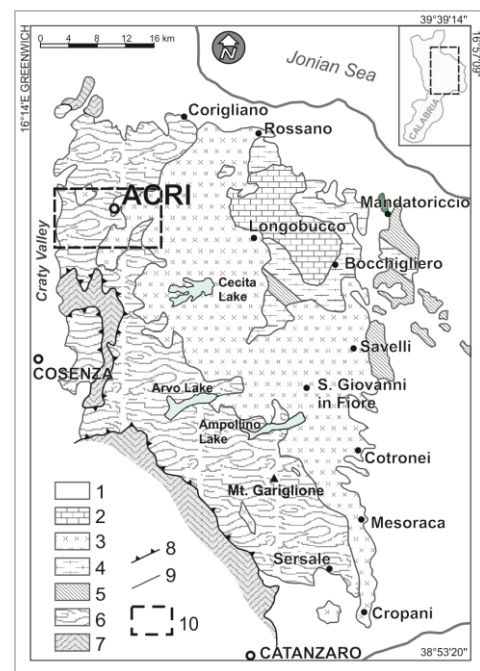 39°39'14"
0 4 8 12 16 km
N
16°14'E GREENWICH
16°57'09"
Jonian Sea
CALABRIA
Corigliano
Rossano
ACRI
Mandatoriccio
Craty Valley
Longobucco
Bocchigliero
Cecita
Lake
Savelli
COSENZA
Arvo Lake
S. Giovanni
in Fiore
Ampollino
Lake
Cotronei
Mt. Gariglione
1
2
3
4
5
6
7
8
9
10
Mesoraca
Sersale
Cropani
CATANZARO
38°53'20"